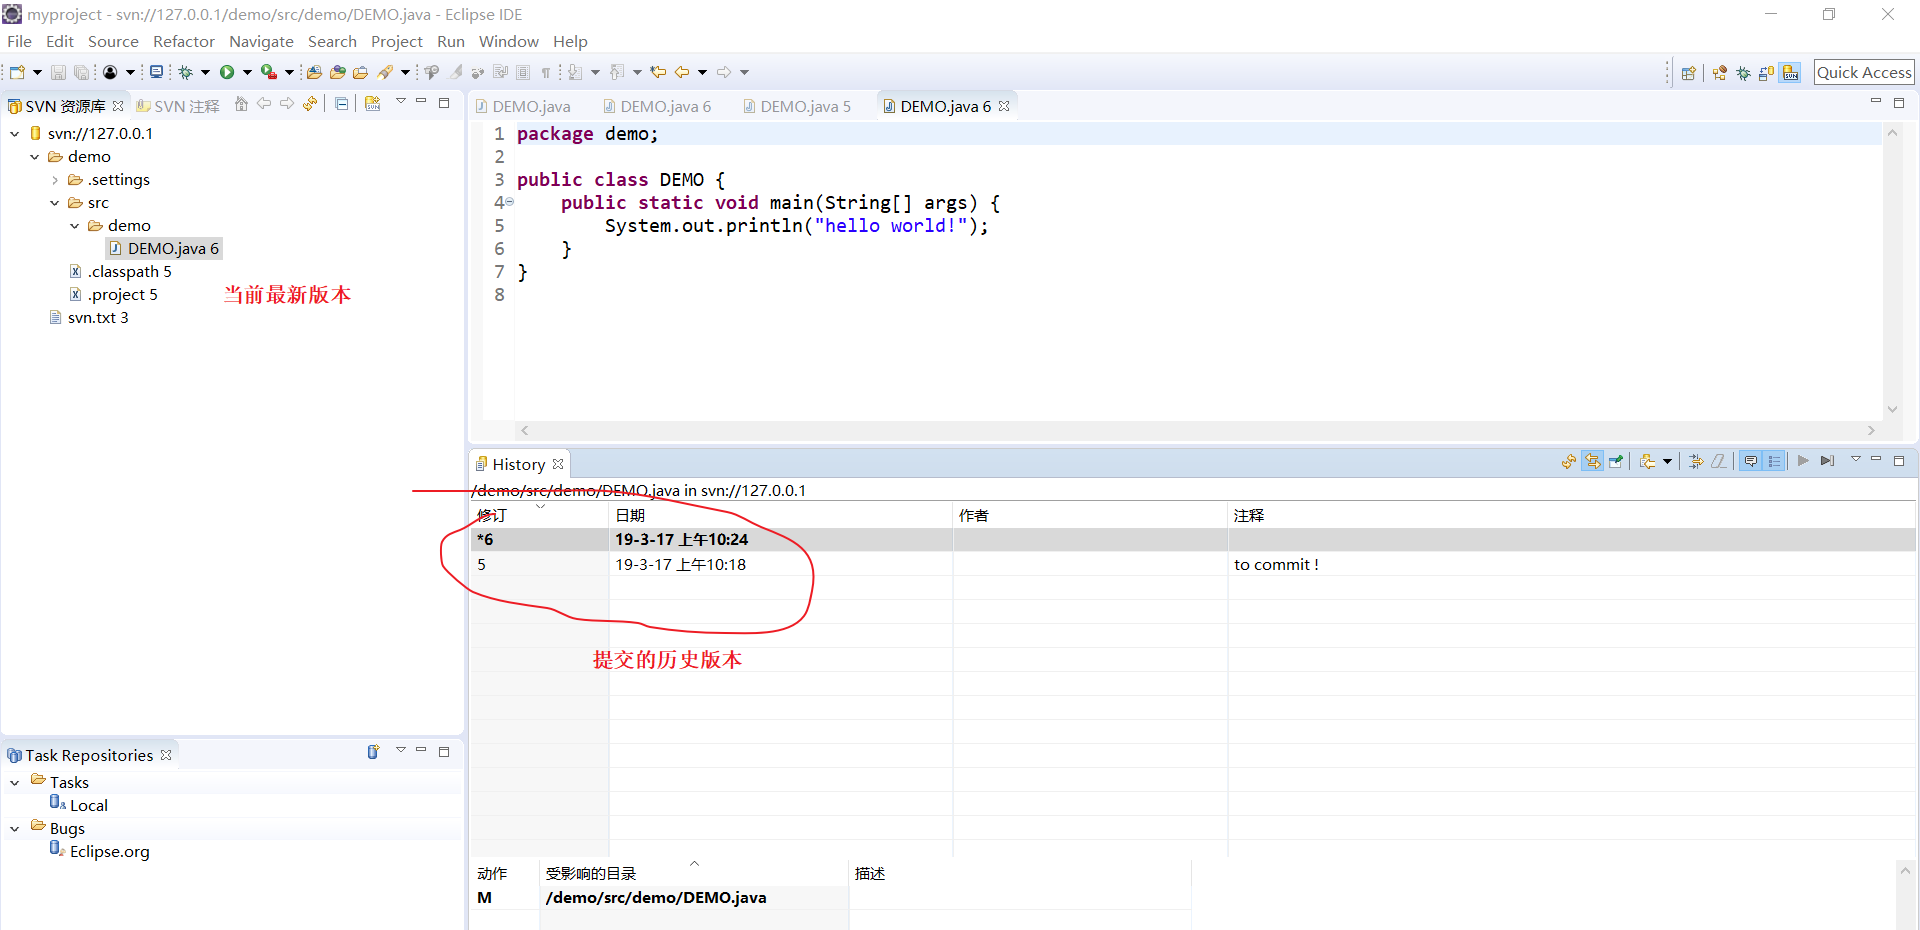 myproject - svn://127.0.0.1/demo/src/demo/DEMO.java - Eclipse IDE
File Edit Source Refactor Navigate Search Project Run Window Help
Quick Access
SVN 资源库 SVN 注释
svn://127.0.0.1
demo
.settings
src
demo
DEMO.java 6
.classpath 5
.project 5
svn.txt 3
当前最新版本
DEMO.java DEMO.java 6 DEMO.java 5 DEMO.java 6
1 package demo;
2
3 public class DEMO {
4 public static void main(String[] args) {
5 System.out.println("hello world!");
6 }
7 }
8
History
/demo/src/demo/DEMO.java in svn://127.0.0.1
修订 日期 作者 注释
*6 19-3-17 上午10:24
5 19-3-17 上午10:18 to commit !
提交的历史版本
动作 受影响的目录 描述
M /demo/src/demo/DEMO.java
Task Repositories
Tasks
Local
Bugs
Eclipse.org